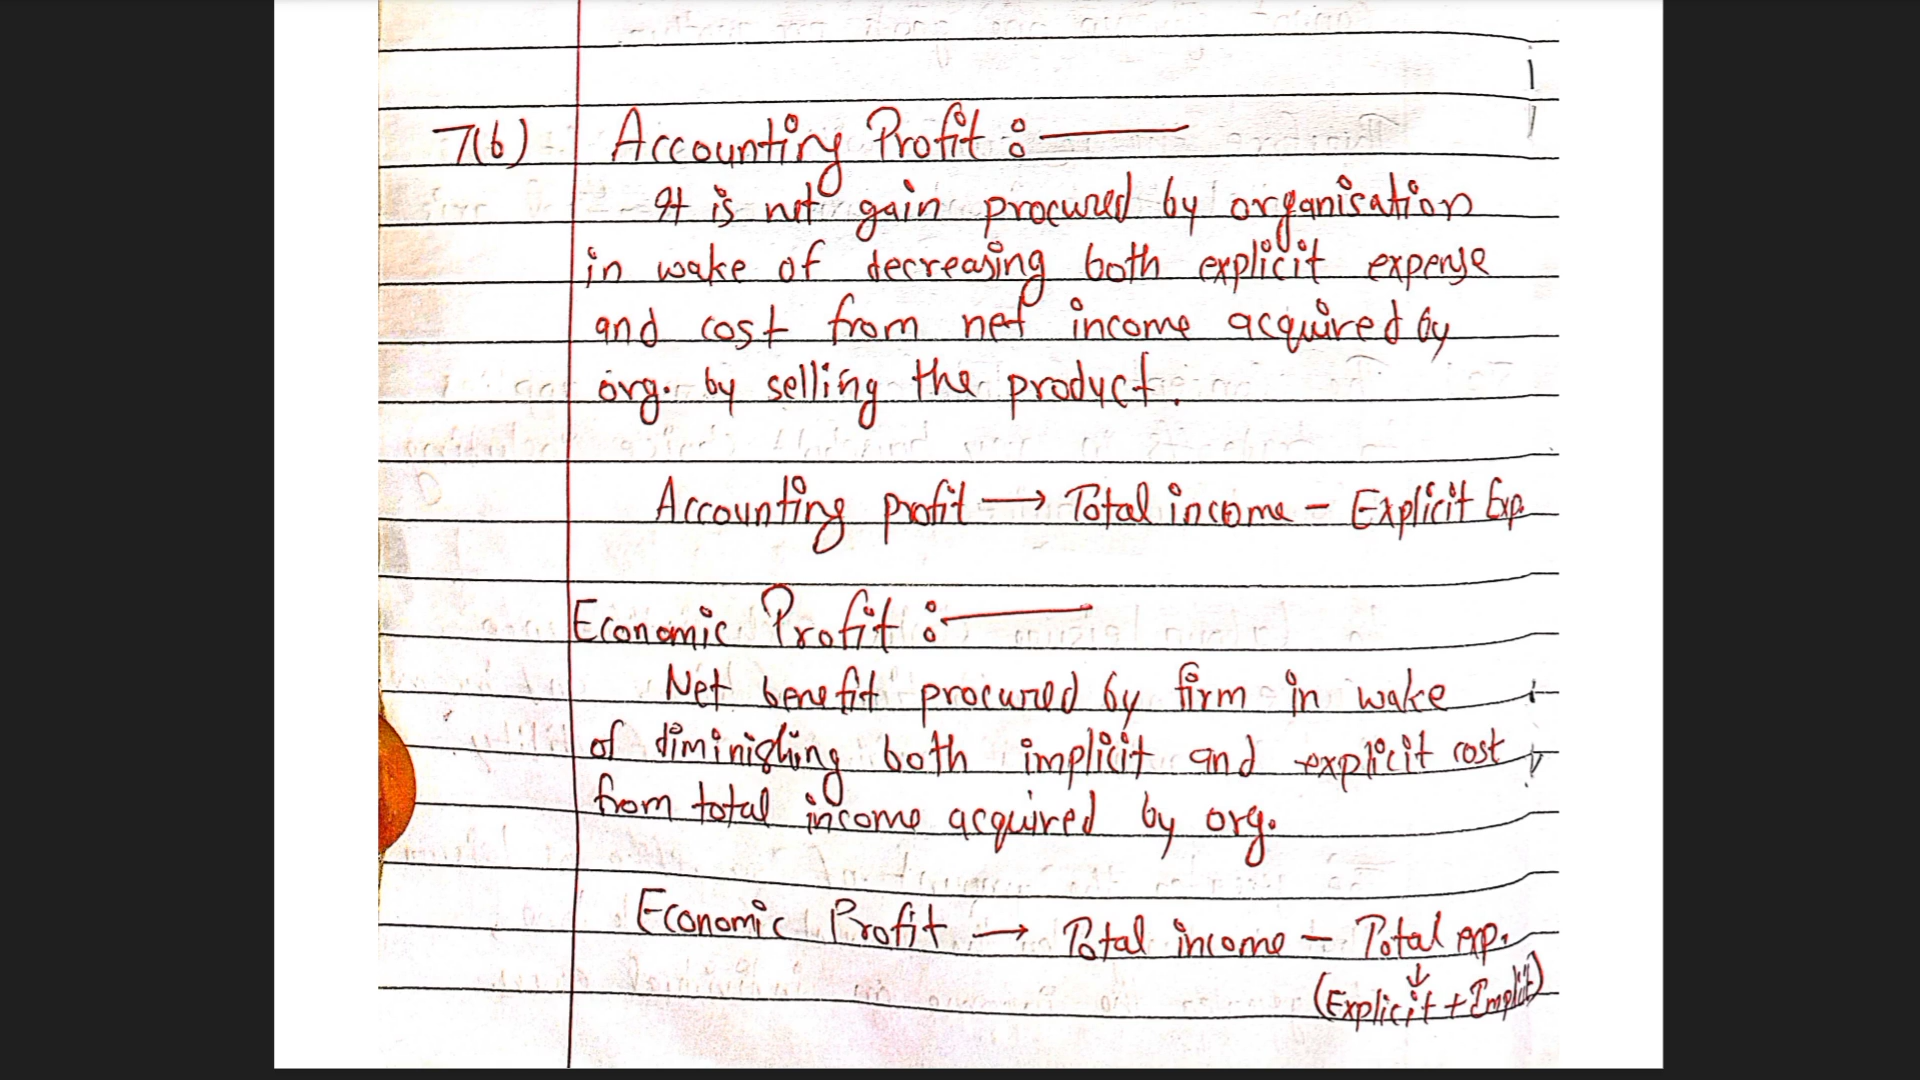 7(b) Accounting Profit :—
It is net gain procured by organisation
in wake of decreasing both explicit expense
and cost from net income acquired by
org. by selling the product.
Accounting profit → Total income - Explicit Exp.
Economic Profit :—
Net benefit procured by firm in wake
of diminishing both implicit and explicit cost
from total income acquired by org.
Economic Profit → Total income - Total exp.
↓
(Explicit + Implit)